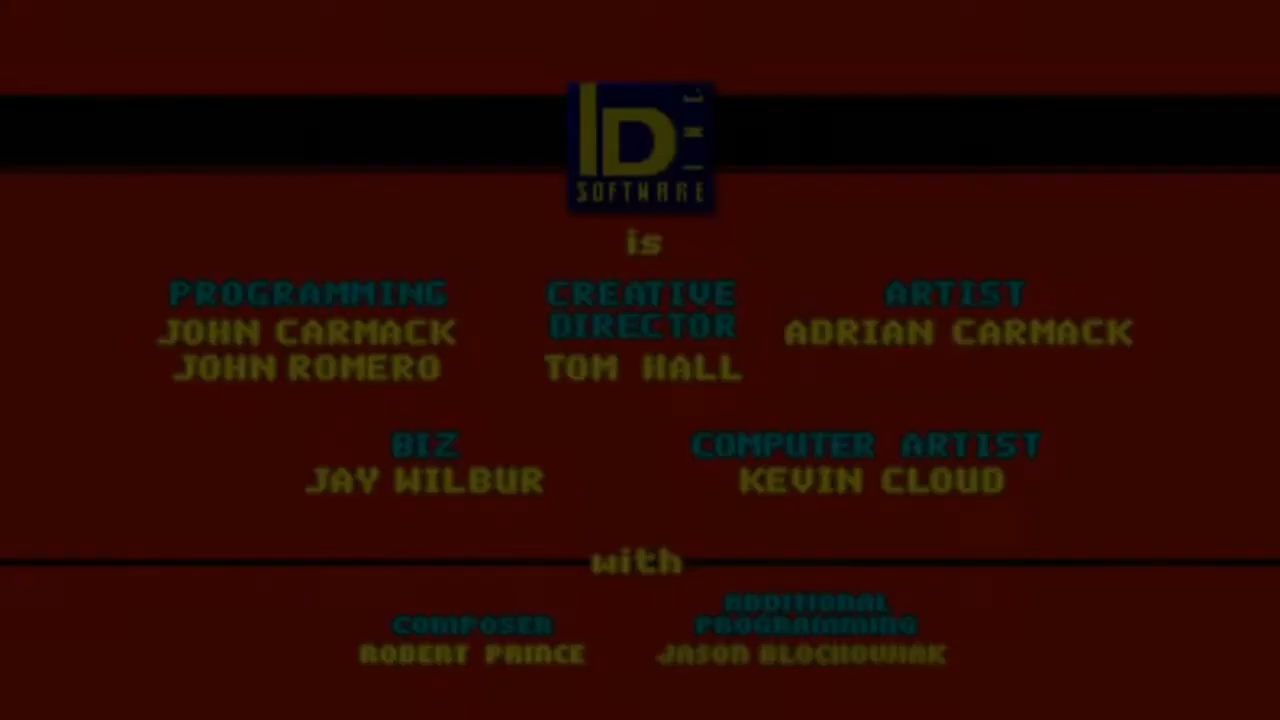 ID
INC
SOFTWARE
is
PROGRAMMING
JOHN CARMACK
JOHN ROMERO
CREATIVE
DIRECTOR
TOM HALL
ARTIST
ADRIAN CARMACK
BIZ
JAY WILBUR
COMPUTER ARTIST
KEVIN CLOUD
with
COMPOSER
ROBERT PRINCE
ADDITIONAL
PROGRAMMING
JASON BLOCHOWIAK